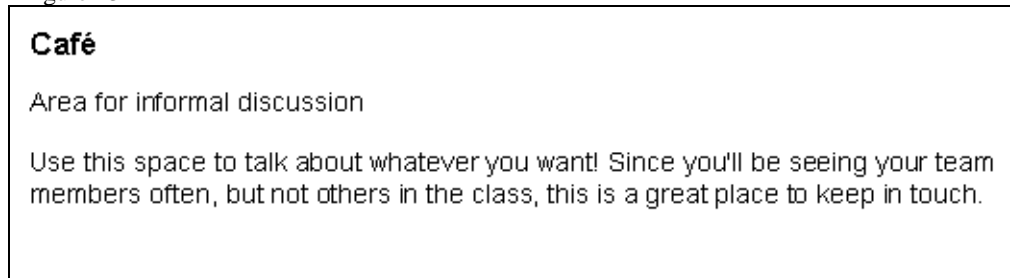 Café
Area for informal discussion
Use this space to talk about whatever you want! Since you'll be seeing your team
members often, but not others in the class, this is a great place to keep in touch.